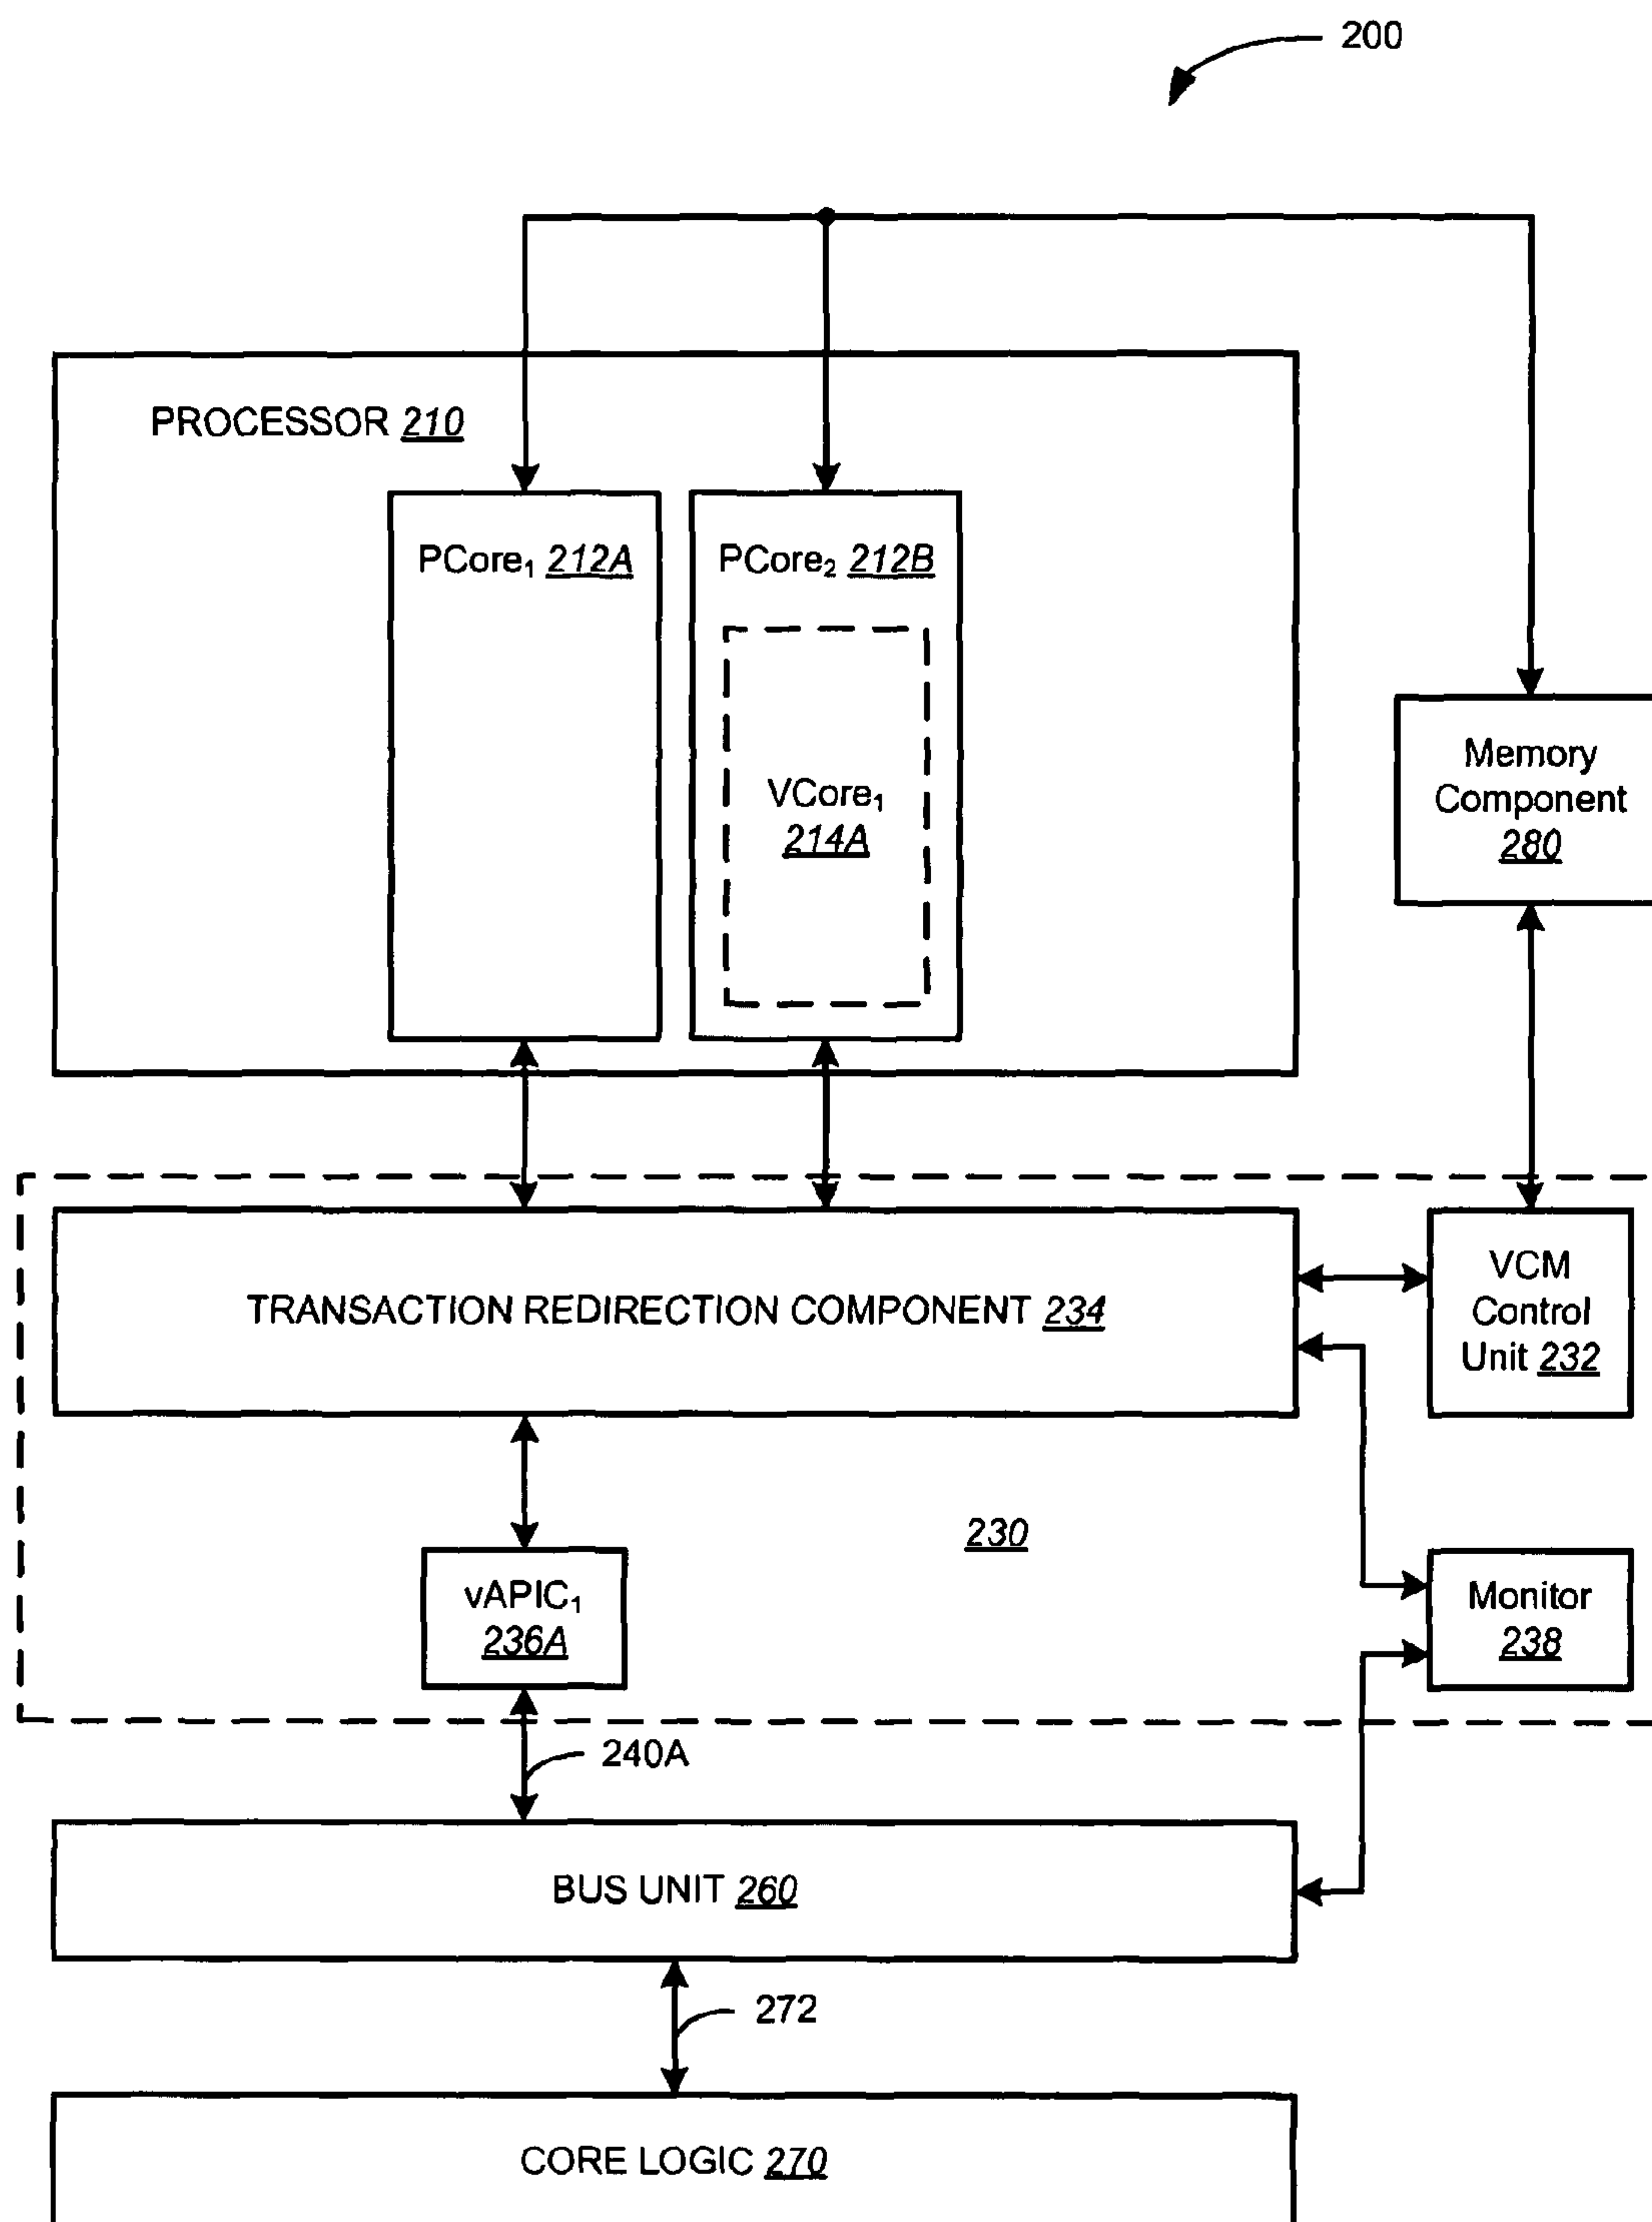 200
PROCESSOR 210
PCore₁ 212A
PCore₂ 212B
VCore₁
214A
Memory
Component
280
TRANSACTION REDIRECTION COMPONENT 234
VCM
Control
Unit 232
230
vAPIC₁
236A
Monitor
238
240A
BUS UNIT 260
272
CORE LOGIC 270